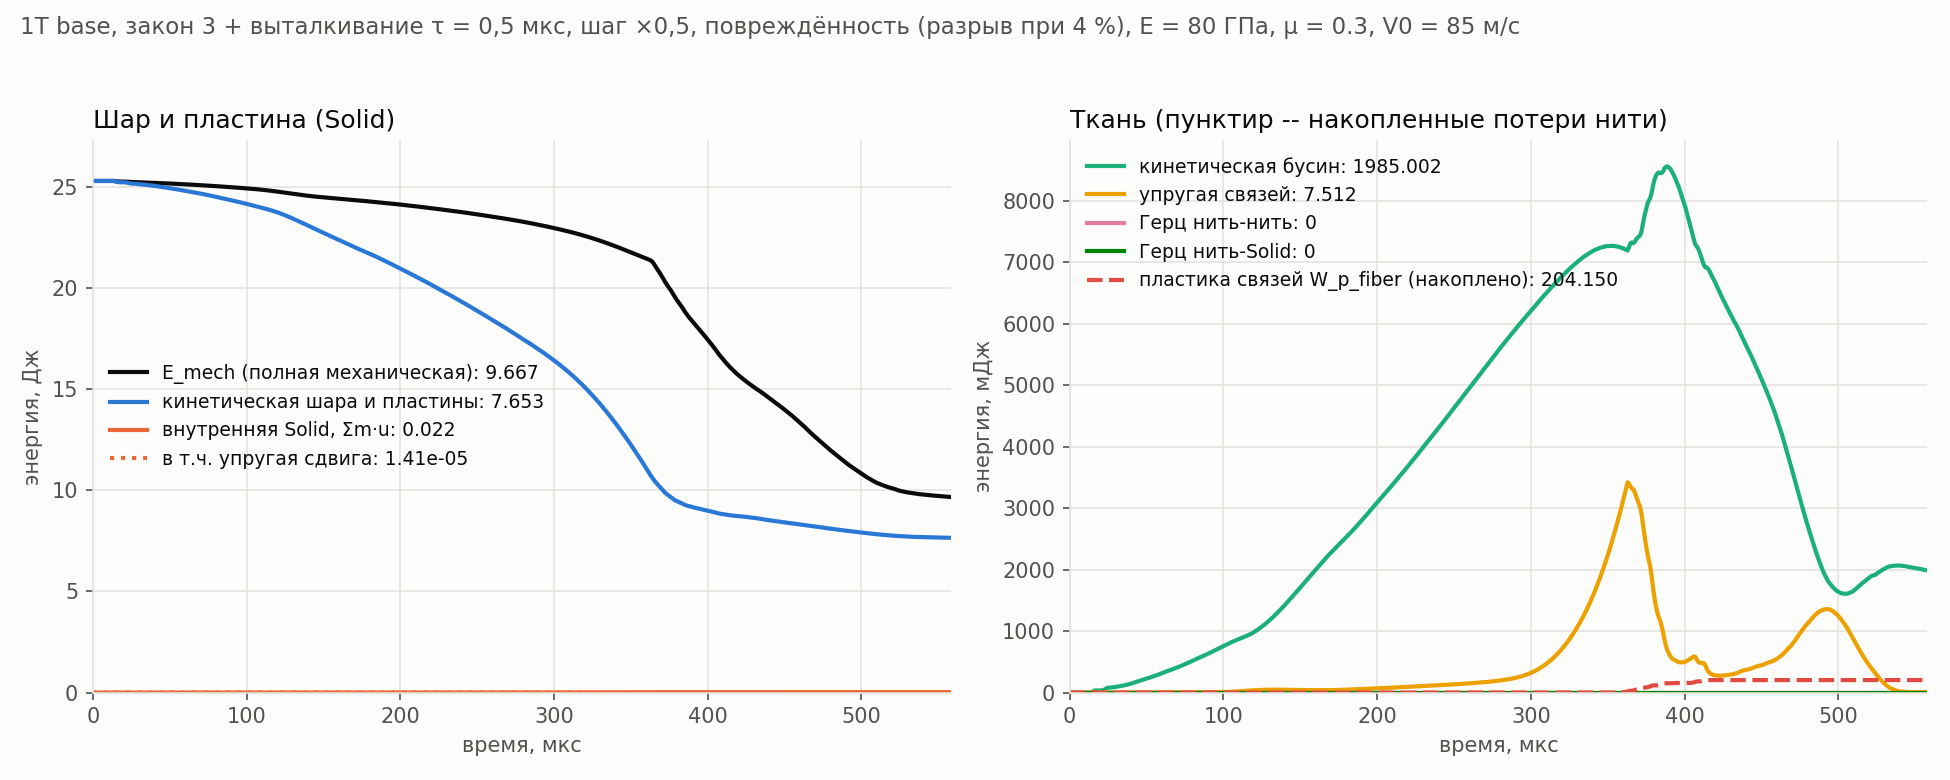 1T base, закон 3 + выталкивание τ = 0,5 мкс, шаг ×0,5, повреждённость (разрыв при 4 %), E = 80 ГПа, μ = 0.3, V0 = 85 м/с
Шар и пластина (Solid)
энергия, Дж
25
20
15
10
5
0
E_mech (полная механическая): 9.667
кинетическая шара и пластины: 7.653
внутренняя Solid, Σm·u: 0.022
в т.ч. упругая сдвига: 1.41e-05
0 100 200 300 400 500
время, мкс
Ткань (пунктир -- накопленные потери нити)
энергия, мДж
8000
7000
6000
5000
4000
3000
2000
1000
0
кинетическая бусин: 1985.002
упругая связей: 7.512
Герц нить-нить: 0
Герц нить-Solid: 0
пластика связей W_p_fiber (накоплено): 204.150
0 100 200 300 400 500
время, мкс